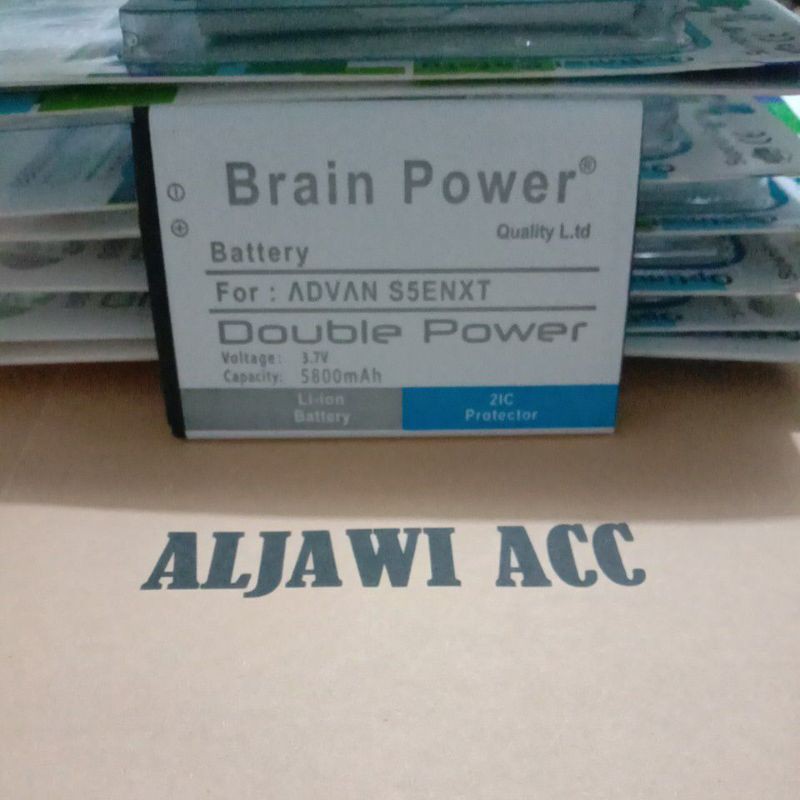 Brain Power®
Quality L.td
Battery
For : ADVAN S5ENXT
Double Power
Voltage: 3.7V
Capacity: 5800mAh
Li-ion
Battery
2IC
Protector
ALJAWI ACC